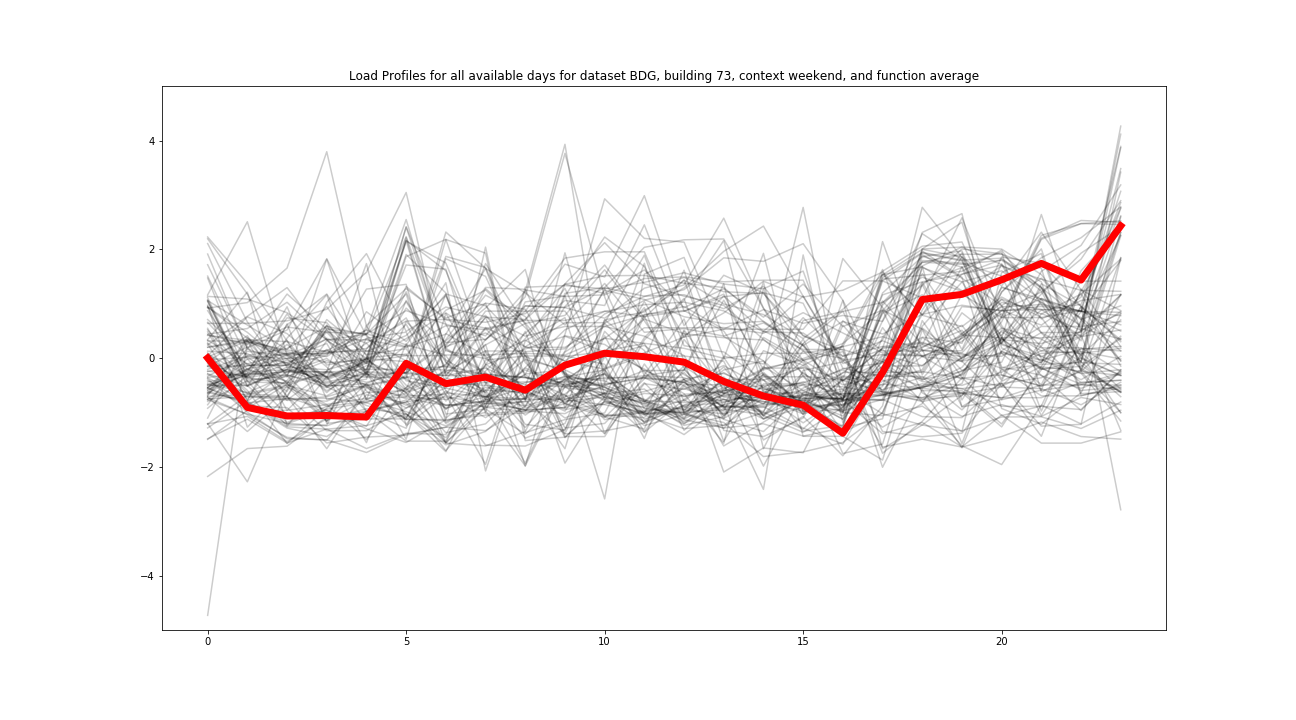 Load Profiles for all available days for dataset BDG, building 73, context weekend, and function average
4
2
0
−2
−4
0 5 10 15 20